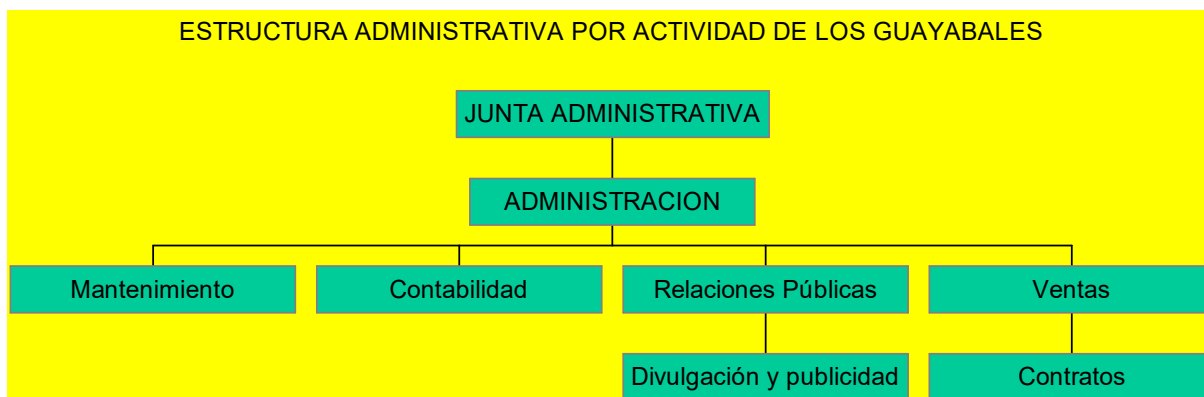 ESTRUCTURA ADMINISTRATIVA POR ACTIVIDAD DE LOS GUAYABALES
JUNTA ADMINISTRATIVA
ADMINISTRACION
Mantenimiento
Contabilidad
Relaciones Públicas
Ventas
Divulgación y publicidad
Contratos